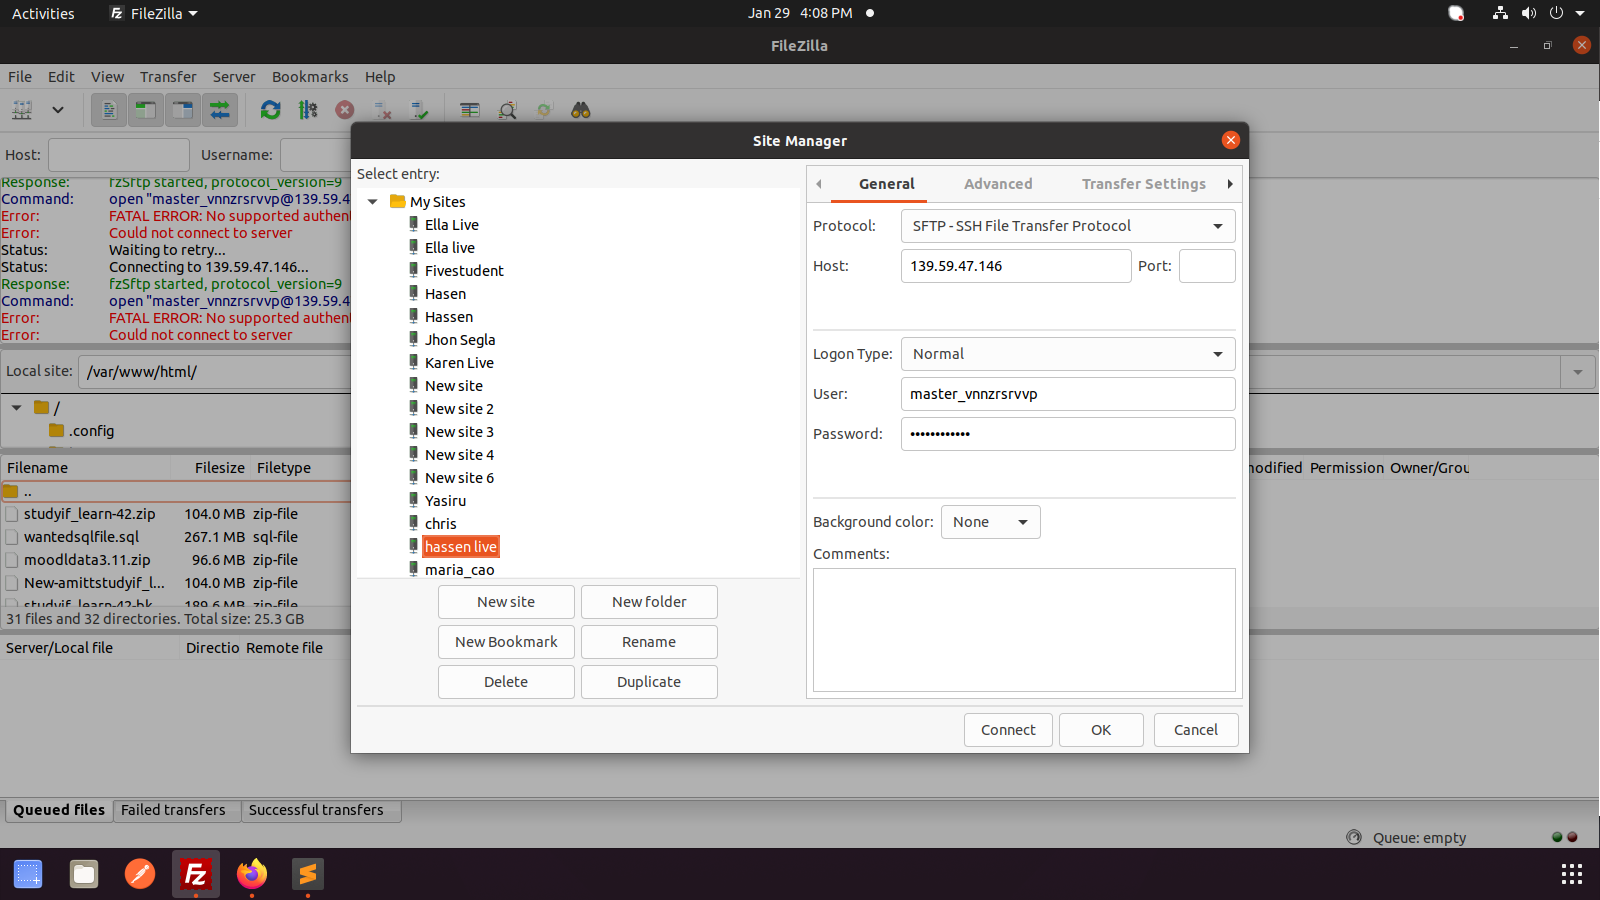 Activities FileZilla Jan 29 4:08 PM
FileZilla
File Edit View Transfer Server Bookmarks Help
Host: Username:
Response: fzSftp started, protocol_version=9
Command: open "master_vnnzrsrvvp@139.59.4
Error: FATAL ERROR: No supported authent
Error: Could not connect to server
Status: Waiting to retry...
Status: Connecting to 139.59.47.146...
Response: fzSftp started, protocol_version=9
Command: open "master_vnnzrsrvvp@139.59.4
Error: FATAL ERROR: No supported authent
Error: Could not connect to server
Local site: /var/www/html/
/
.config
Filename Filesize Filetype
..
studyif_learn-42.zip 104.0 MB zip-file
wantedsqlfile.sql 267.1 MB sql-file
moodldata3.11.zip 96.6 MB zip-file
New-amittstudyif_l... 104.0 MB zip-file
studyif_learn-42-bk 189.6 MB zip-file
31 files and 32 directories. Total size: 25.3 GB
Server/Local file Directio Remote file
Site Manager
Select entry:
My Sites
Ella Live
Ella live
Fivestudent
Hasen
Hassen
Jhon Segla
Karen Live
New site
New site 2
New site 3
New site 4
New site 6
Yasiru
chris
hassen live
maria_cao
New site New folder
New Bookmark Rename
Delete Duplicate
General Advanced Transfer Settings
Protocol: SFTP - SSH File Transfer Protocol
Host: 139.59.47.146 Port:
Logon Type: Normal
User: master_vnnzrsrvvp
Password: ••••••••••••
Background color: None
Comments:
Connect OK Cancel
modified Permission Owner/Grou
Queued files Failed transfers Successful transfers
Queue: empty